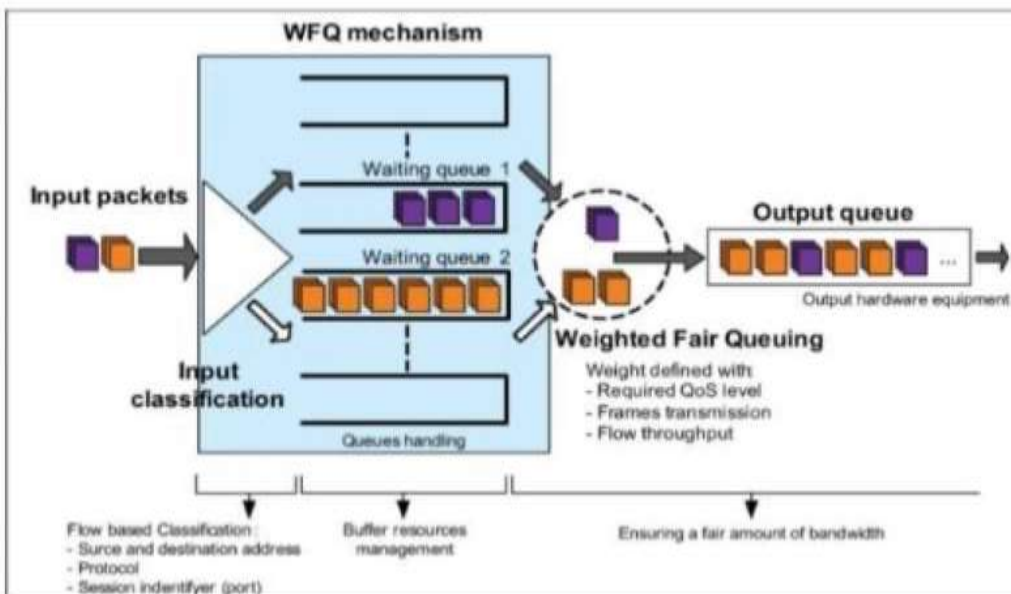 WFQ mechanism
Waiting queue 1
Input packets
Output queue
Waiting queue 2
...
Output hardware equipment
Weighted Fair Queuing
Input
classification
Weight defined with
- Required QoS level
- Frames transmission
- Flow throughput
Queues handling
Flow based Classification:
- Surce and destination address
- Protocol
- Session indentifyer (port)
Buffer resources
management
Ensuring a fair amount of bandwidth